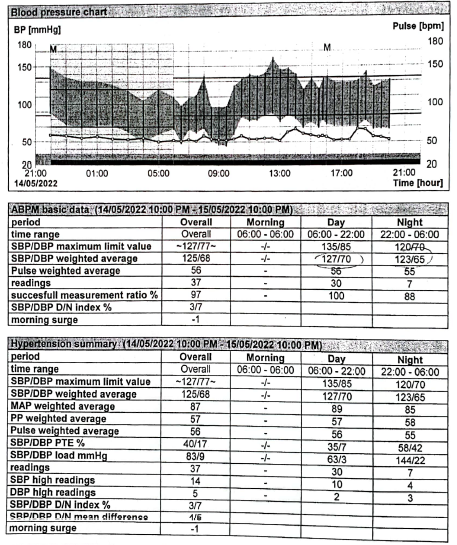 Blood pressure chart
BP [mmHg] Pulse [bpm]
180 M M 180
150 150
100 100
50 50
20 20
21:00 01:00 05:00 09:00 13:00 17:00 21:00
14/05/2022 Time [hour]
ABPM basic data: (14/05/2022 10:00 PM - 15/05/2022 10:00 PM)
period Overall Morning Day Night
time range Overall 06:00 - 06:00 06:00 - 22:00 22:00 - 06:00
SBP/DBP maximum limit value ~127/77~ -/- 135/85 120/70
SBP/DBP weighted average 125/68 -/- 127/70 123/65
Pulse weighted average 56 - 56 55
readings 37 30 7
succesfull measurement ratio % 97 - 100 88
SBP/DBP D/N index % 3/7
morning surge -1
Hypertension summary: (14/05/2022 10:00 PM - 15/05/2022 10:00 PM)
period Overall Morning Day Night
time range Overall 06:00 - 06:00 06:00 - 22:00 22:00 - 06:00
SBP/DBP maximum limit value ~127/77~ -/- 135/85 120/70
SBP/DBP weighted average 125/68 -/- 127/70 123/65
MAP weighted average 87 - 89 85
PP weighted average 57 - 57 58
Pulse weighted average 56 - 56 55
SBP/DBP PTE % 40/17 -/- 35/7 58/42
SBP/DBP load mmHg 83/9 -/- 63/3 144/22
readings 37 - 30 7
SBP high readings 14 - 10 4
DBP high readings 5 - 2 3
SBP/DBP D/N index % 3/7
SBP/DBP D/N mean difference 4/5
morning surge -1